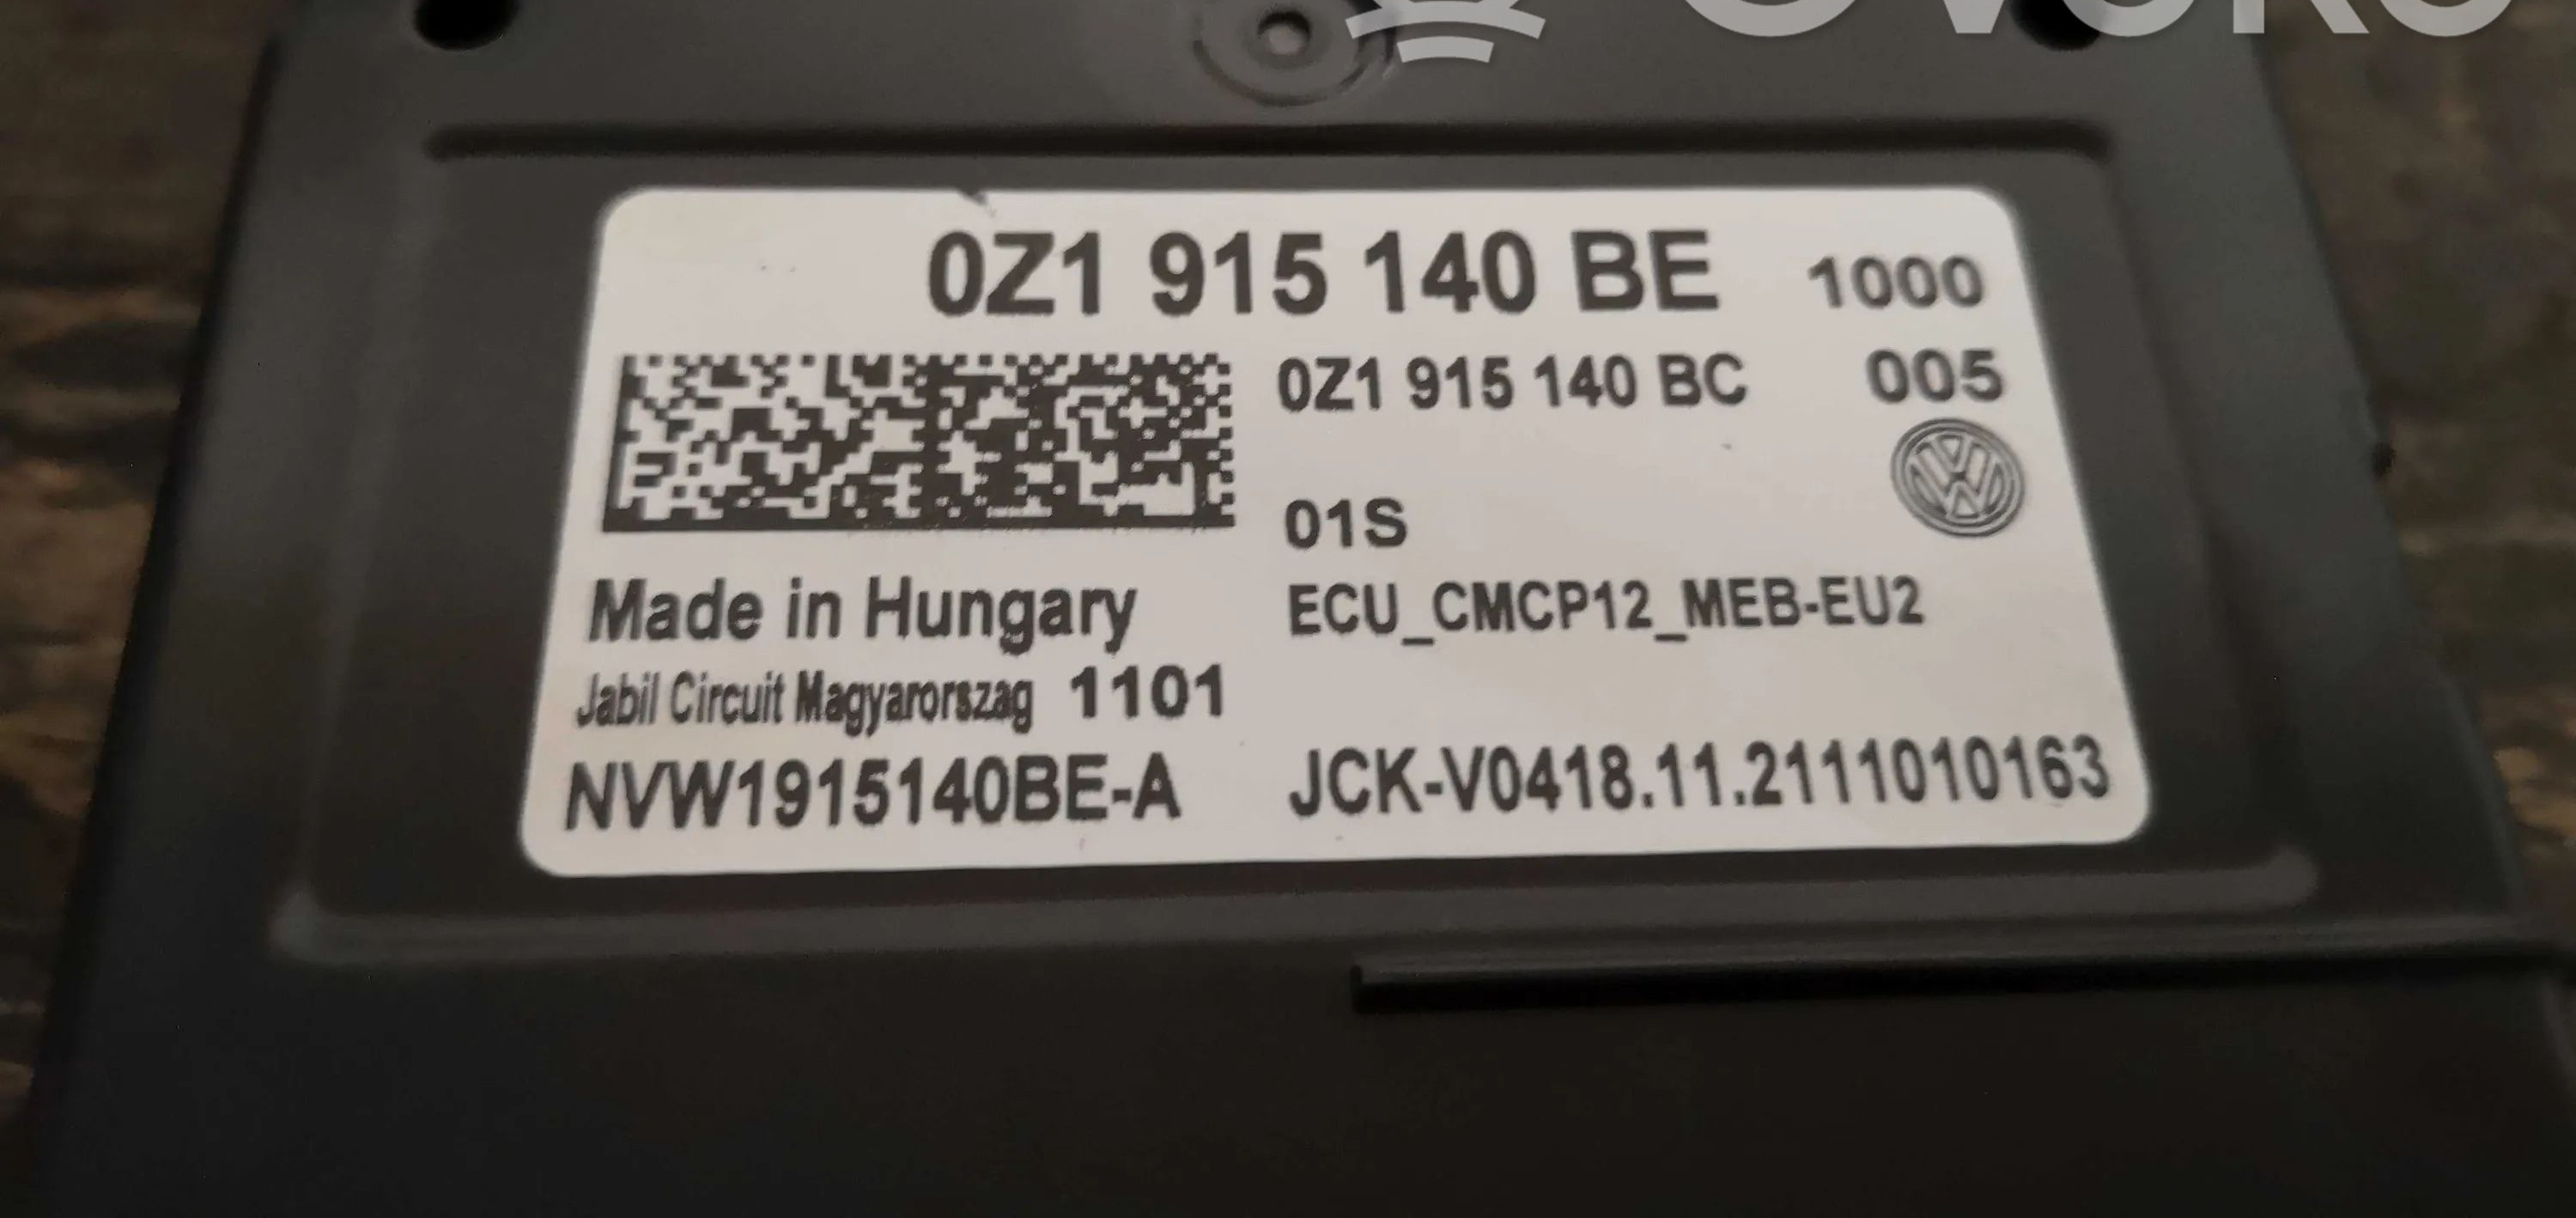 0Z1 915 140 BE 1000
0Z1 915 140 BC 005
01S
Made in Hungary ECU_CMCP12_MEB-EU2
Jabil Circuit Magyarorszag 1101
NVW1915140BE-A JCK-V0418.11.2111010163